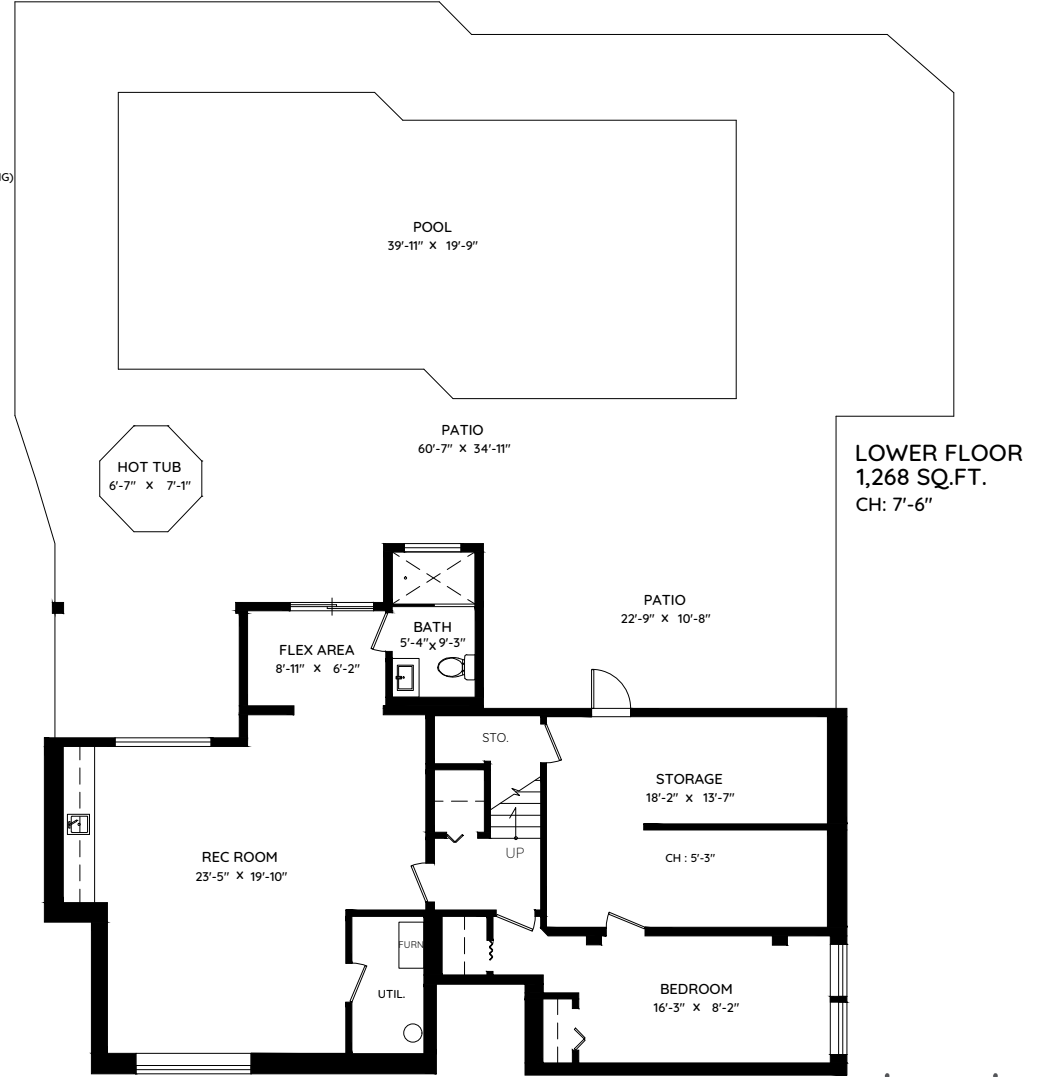 IG)
POOL
39'-11" X 19'-9"
PATIO
60'-7" X 34'-11"
HOT TUB
6'-7" X 7'-1"
LOWER FLOOR
1,268 SQ.FT.
CH: 7'-6"
PATIO
22'-9" X 10'-8"
BATH
5'-4" X 9'-3"
FLEX AREA
8'-11" X 6'-2"
STO.
STORAGE
18'-2" X 13'-7"
UP
CH : 5'-3"
REC ROOM
23'-5" X 19'-10"
FURN
UTIL.
BEDROOM
16'-3" X 8'-2"